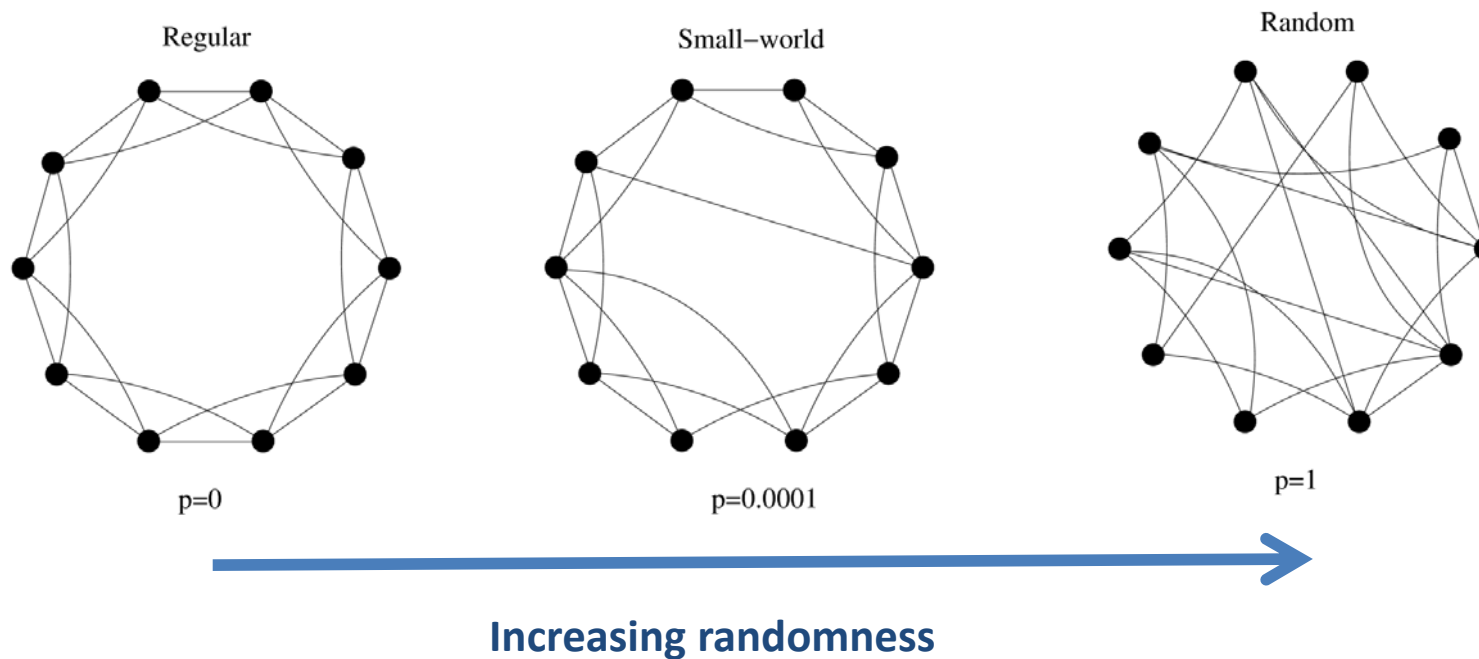 Regular
Small−world
Random
p=0
p=0.0001
p=1
Increasing randomness